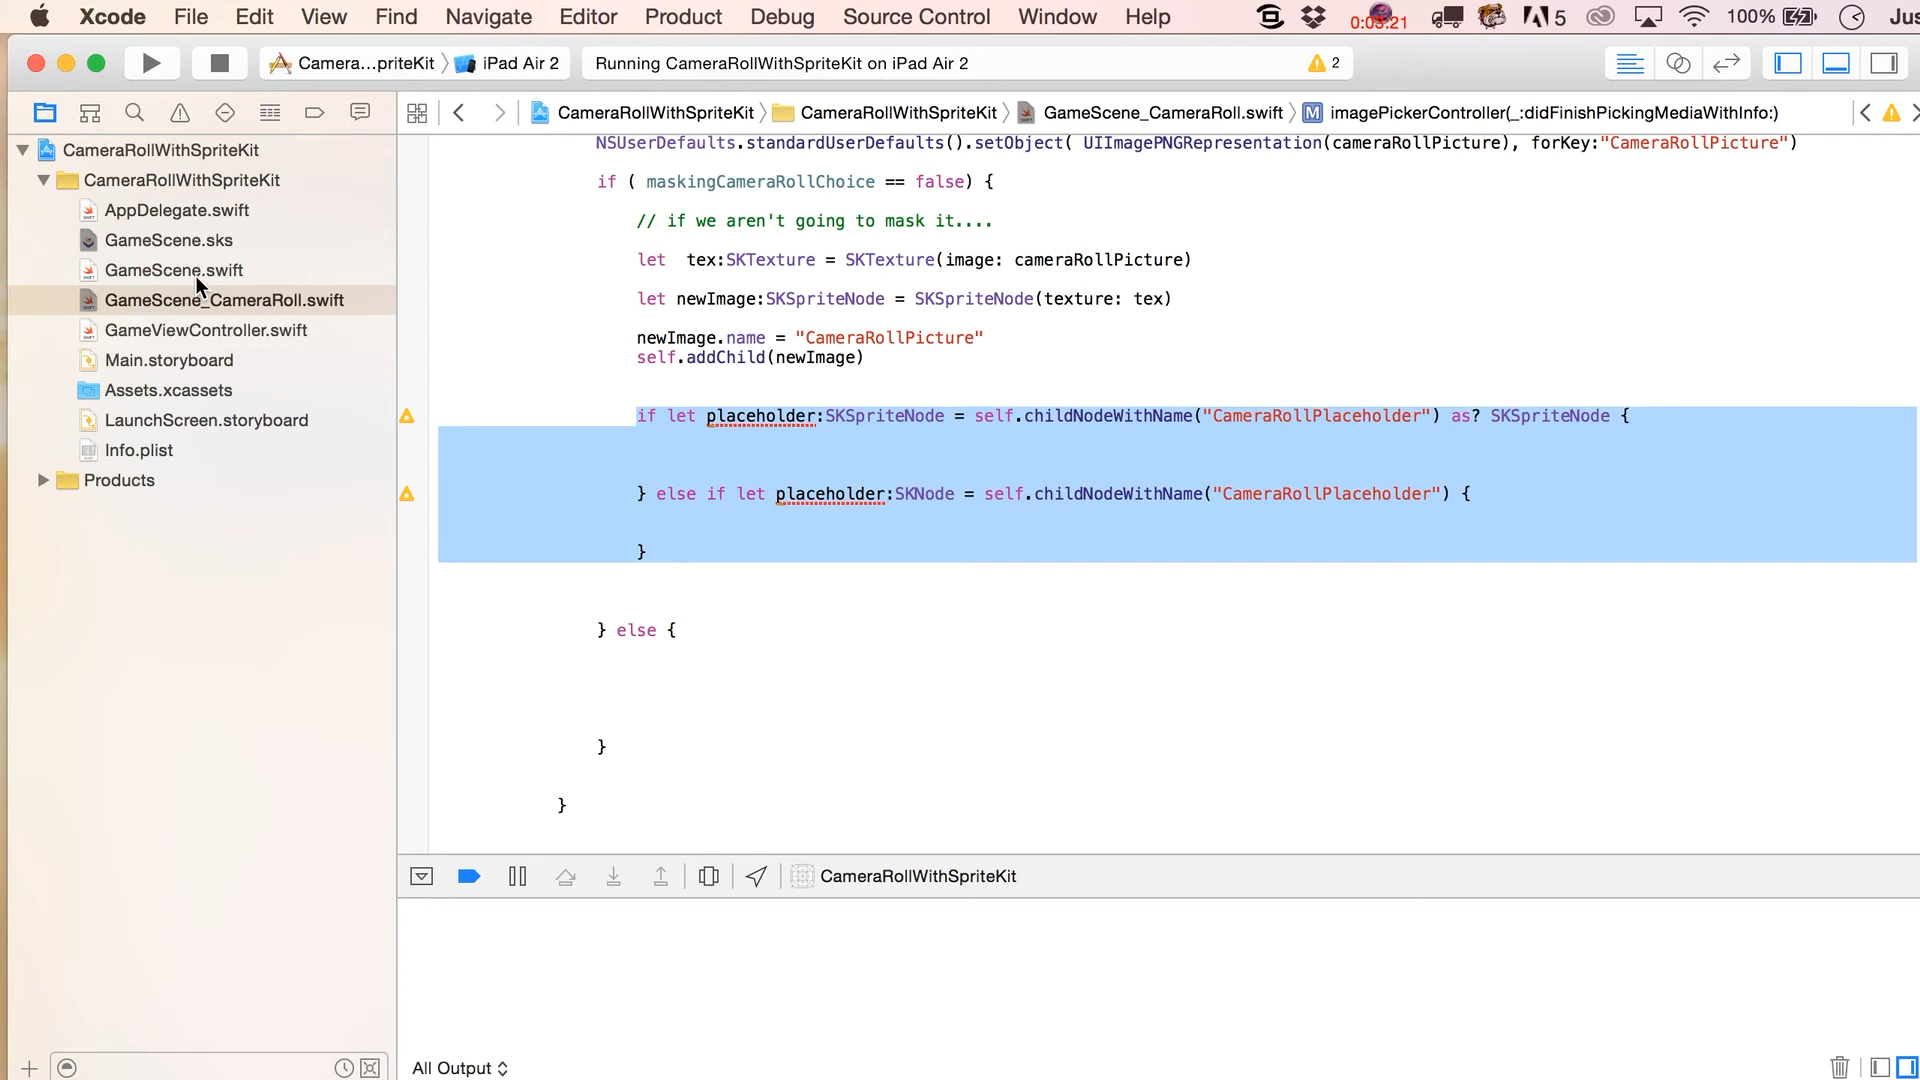 Xcode File Edit View Find Navigate Editor Product Debug Source Control Window Help 5 100% Jus
Camera...priteKit iPad Air 2 Running CameraRollWithSpriteKit on iPad Air 2 2
CameraRollWithSpriteKit CameraRollWithSpriteKit GameScene_CameraRoll.swift M imagePickerController(_:didFinishPickingMediaWithInfo:)
CameraRollWithSpriteKit
CameraRollWithSpriteKit
AppDelegate.swift
GameScene.sks
GameScene.swift
GameScene_CameraRoll.swift
GameViewController.swift
Main.storyboard
Assets.xcassets
LaunchScreen.storyboard
Info.plist
Products
NSUserDefaults.standardUserDefaults().setObject( UIImagePNGRepresentation(cameraRollPicture), forKey:"CameraRollPicture")
if ( maskingCameraRollChoice == false) {
// if we aren't going to mask it....
let  tex:SKTexture = SKTexture(image: cameraRollPicture)
let newImage:SKSpriteNode = SKSpriteNode(texture: tex)
newImage.name = "CameraRollPicture"
self.addChild(newImage)
if let placeholder:SKSpriteNode = self.childNodeWithName("CameraRollPlaceholder") as? SKSpriteNode {
} else if let placeholder:SKNode = self.childNodeWithName("CameraRollPlaceholder") {
}
} else {
}
}
CameraRollWithSpriteKit
All Output